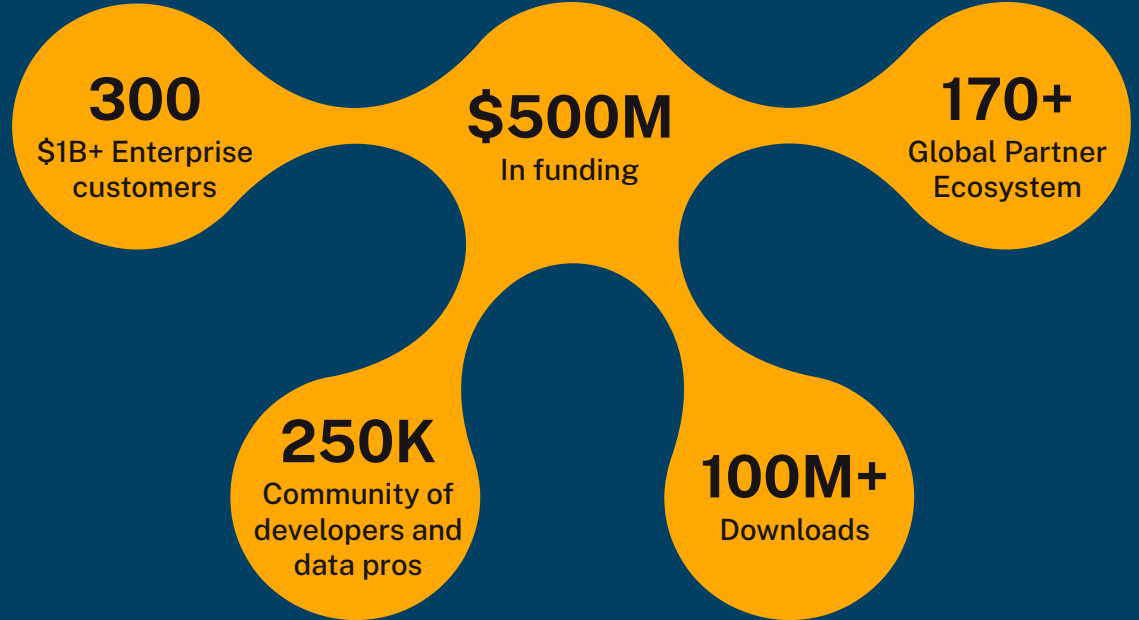 300
$1B+ Enterprise
customers
$500M
In funding
170+
Global Partner
Ecosystem
250K
Community of
developers and
data pros
100M+
Downloads